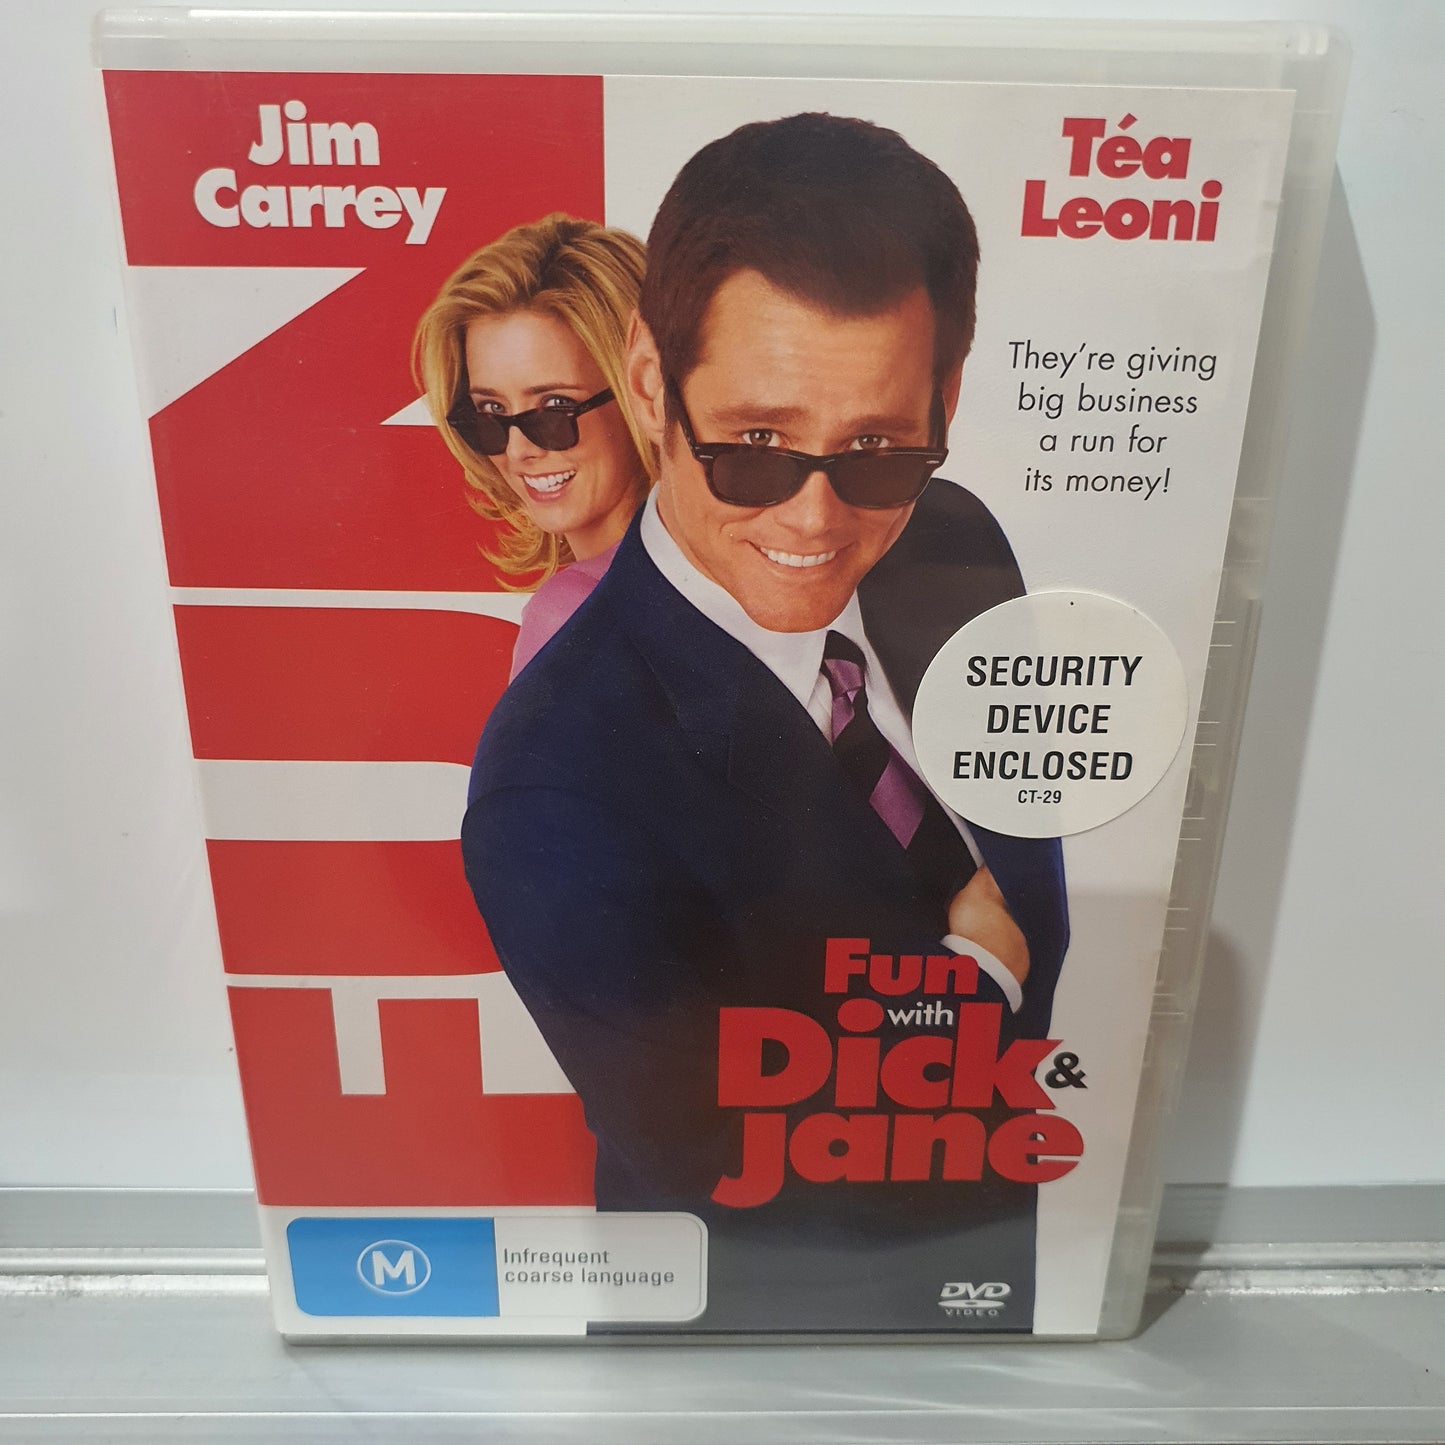 Jim
Carrey
Téa
Leoni
FUN
They're giving
big business
a run for
its money!
SECURITY
DEVICE
ENCLOSED
CT-29
Fun
with
Dick &
Jane
M
Infrequent
coarse language
DVD
VIDEO